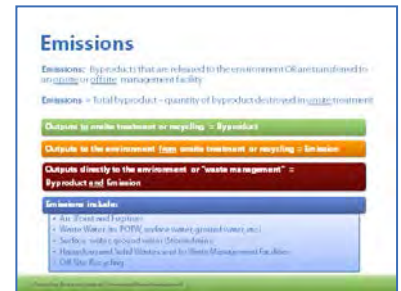 Emissions
Emissions: Byproducts that are released to the environment OR are transferred to
an onsite or offsite management facility
Emissions = Total byproduct – quantity of byproduct destroyed in onsite treatment
Outputs to onsite treatment or recycling = Byproduct
Outputs to the environment from onsite treatment or recycling = Emission
Outputs directly to the environment or "waste management" =
Byproduct and Emission
Emissions include:
• Air (Point and Fugitive)
• Waste Water (to POTW, surface water, ground water, etc)
• Surface water, ground water
• Hazardous and Solid Wastes sent to Waste Management Facilities
• Off Site Recycling